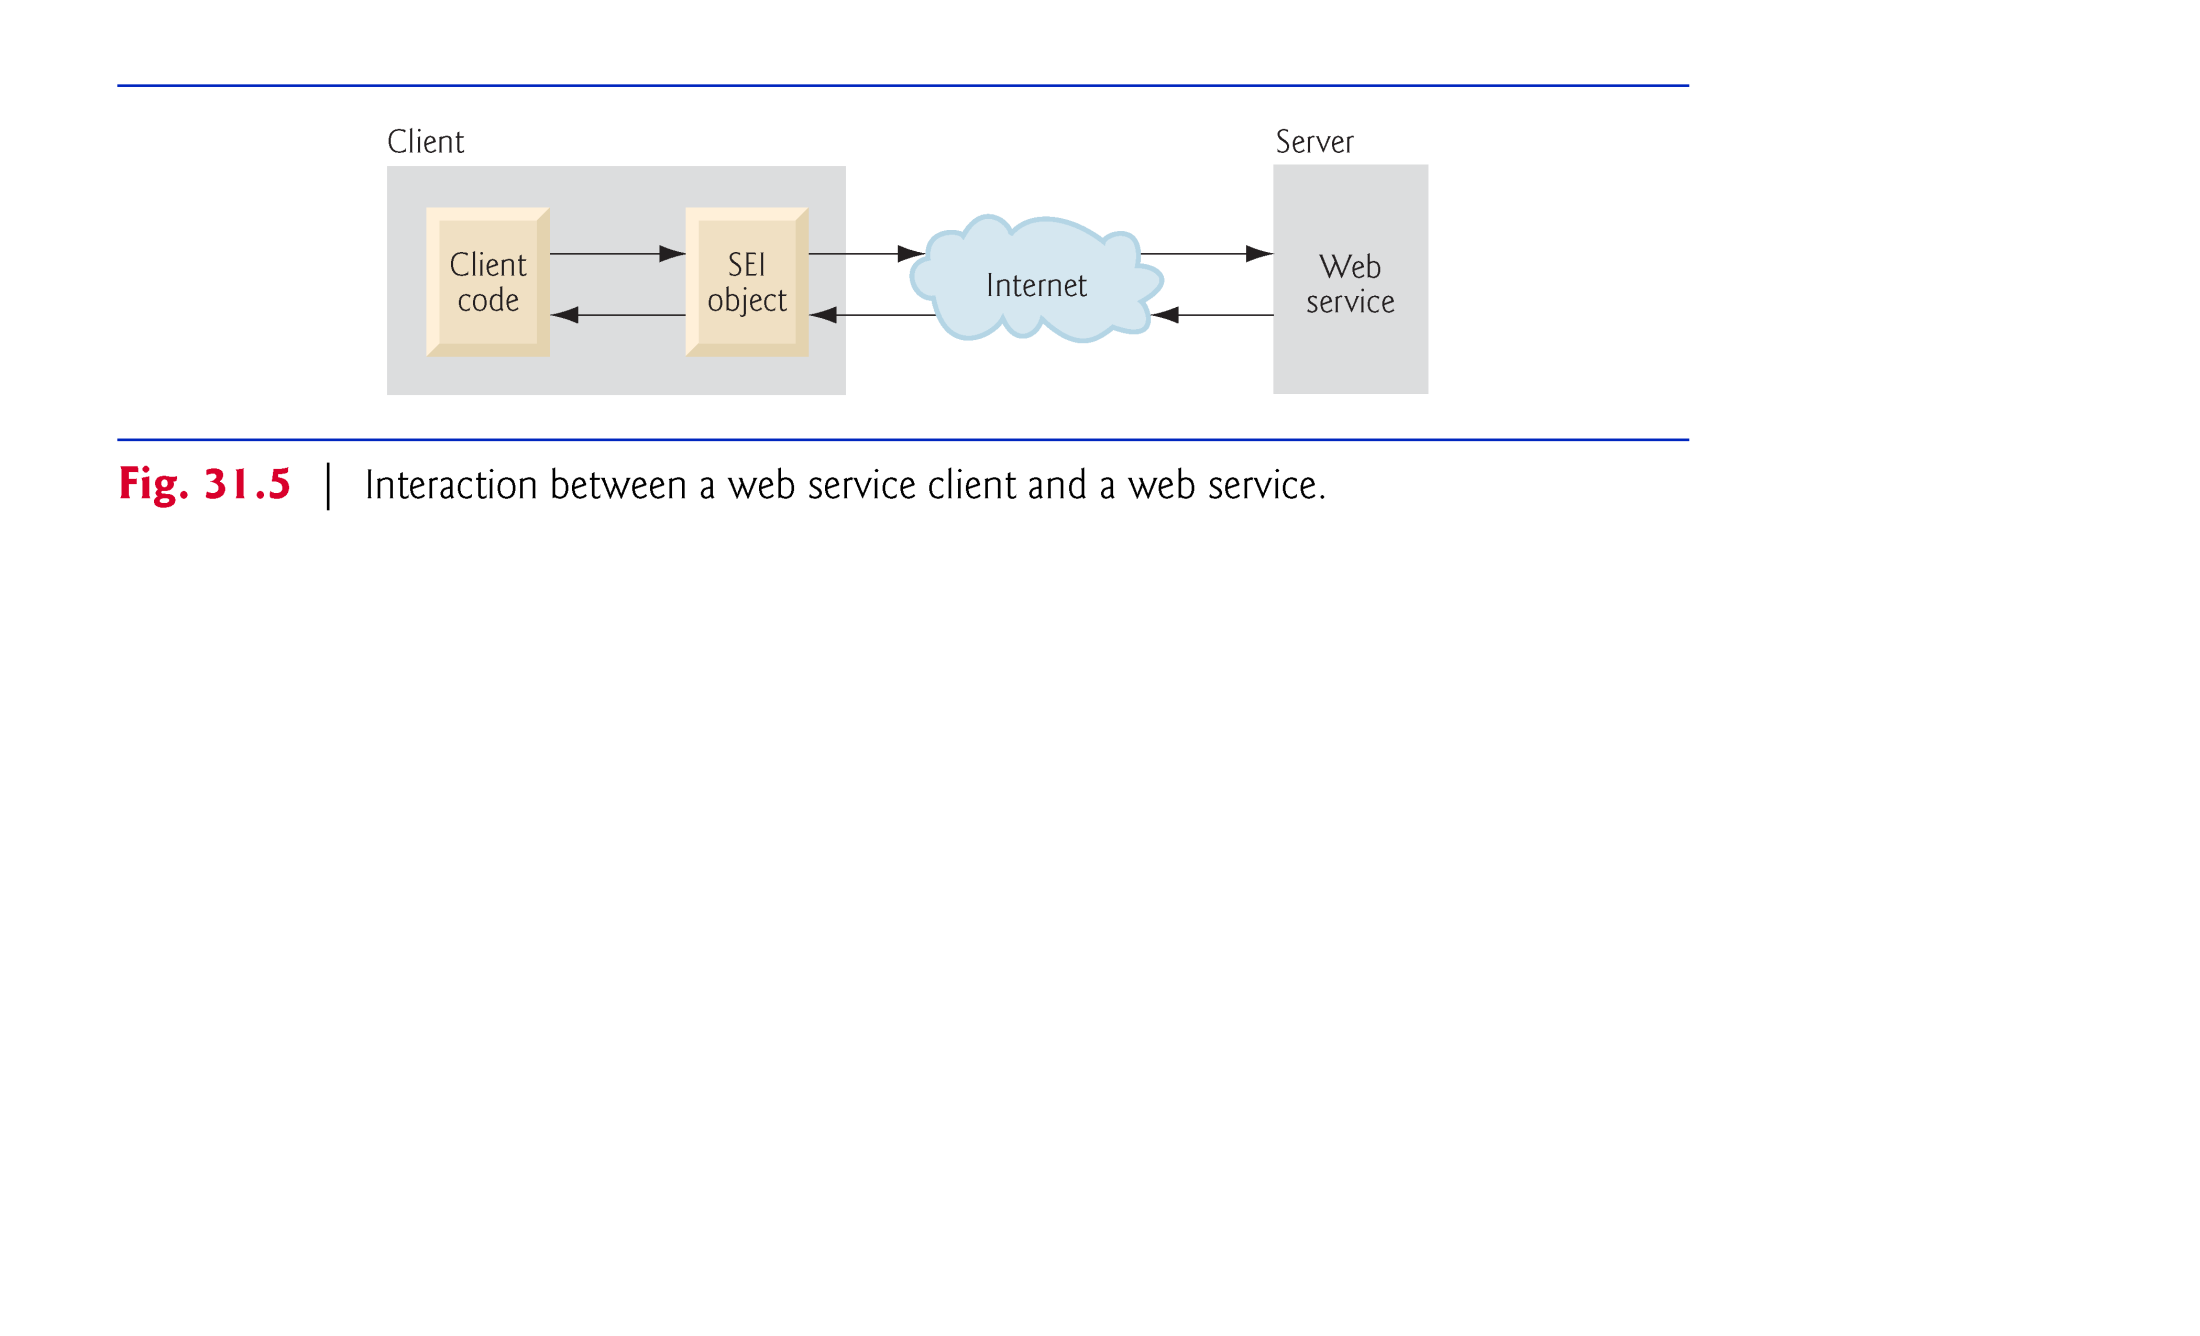 Client
Server
Client
code
SEI
object
Internet
Web
service
Fig. 31.5 | Interaction between a web service client and a web service.